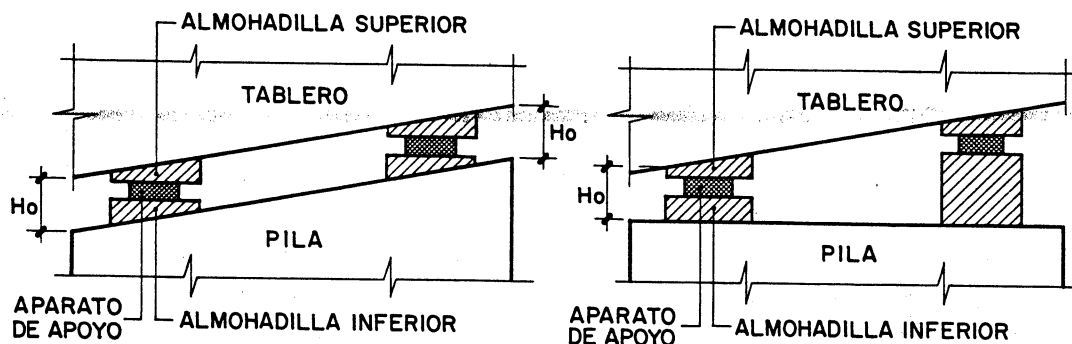 ALMOHADILLA SUPERIOR
TABLERO
Ho
Ho
PILA
APARATO
DE APOYO
ALMOHADILLA INFERIOR
ALMOHADILLA SUPERIOR
TABLERO
Ho
PILA
APARATO
DE APOYO
ALMOHADILLA INFERIOR